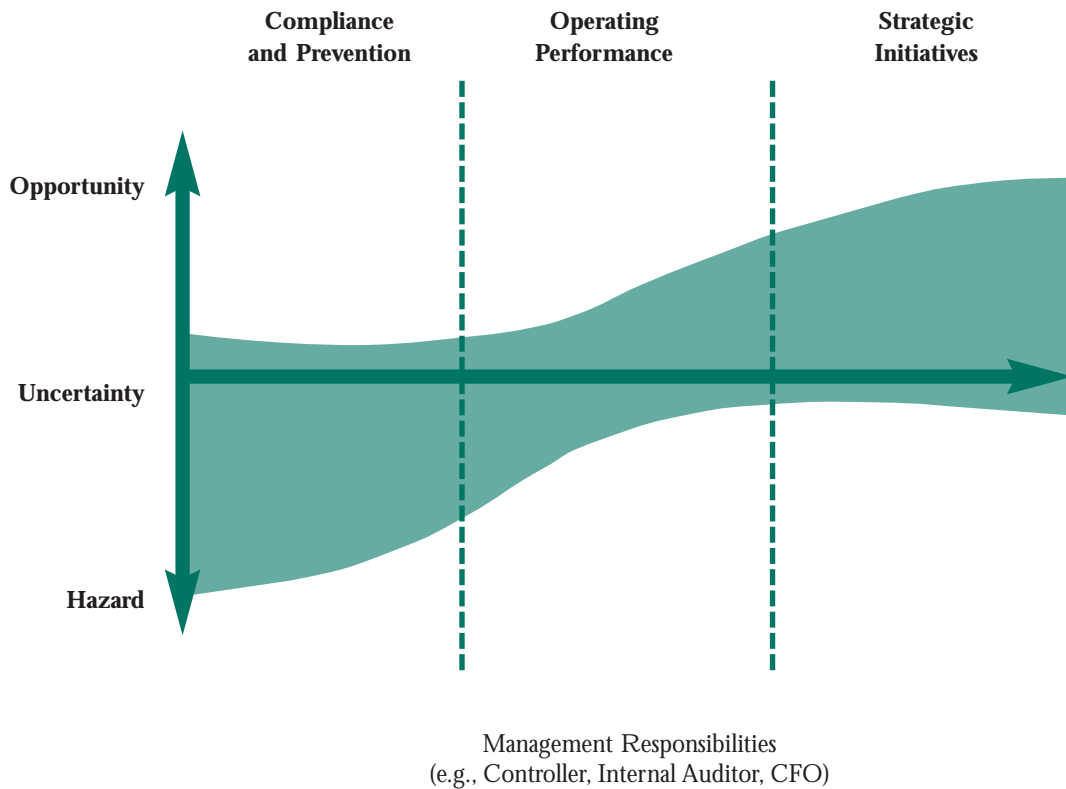 Compliance
and Prevention
Operating
Performance
Strategic
Initiatives
Opportunity
Uncertainty
Hazard
Management Responsibilities
(e.g., Controller, Internal Auditor, CFO)